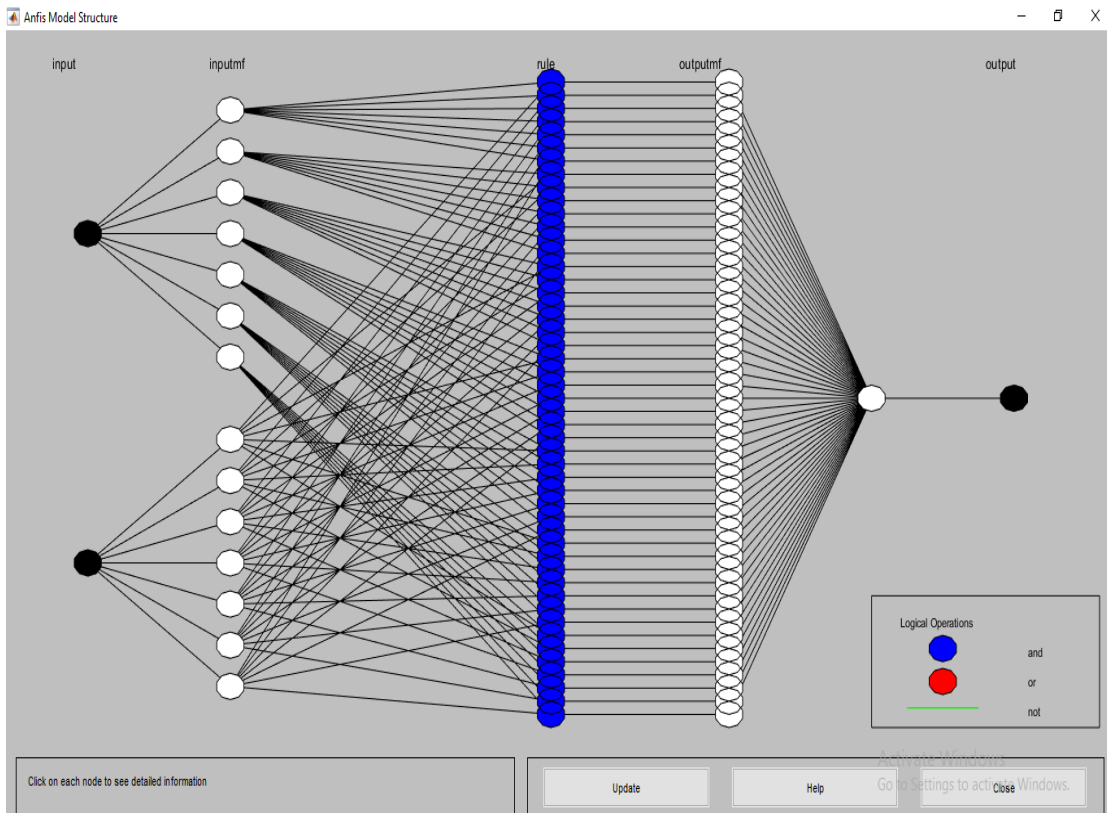 Anfis Model Structure
input inputmf rule outputmf output
Logical Operations
and
or
not
Click on each node to see detailed information
Update Help Close
Activate Windows
Go to Settings to activate Windows.